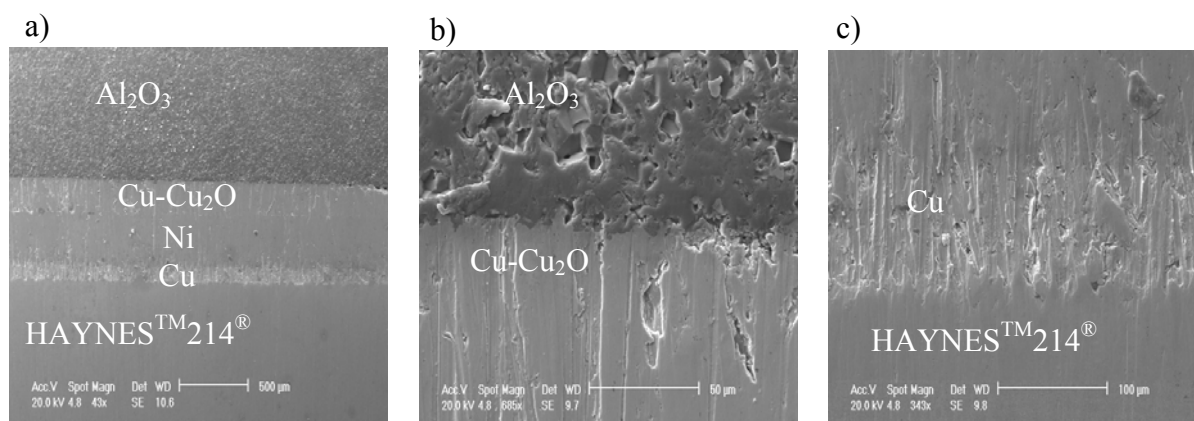 a)
Al₂O₃
Cu-Cu₂O
Ni
Cu
HAYNES™214®
Acc.V Spot Magn Det WD
20.0 kV 4.8 43x SE 10.6
500 µm
b)
Al₂O₃
Cu-Cu₂O
Acc.V Spot Magn Det WD
20.0 kV 4.8 685x SE 9.7
50 µm
c)
Cu
HAYNES™214®
Acc.V Spot Magn Det WD
20.0 kV 4.8 343x SE 9.8
100 µm